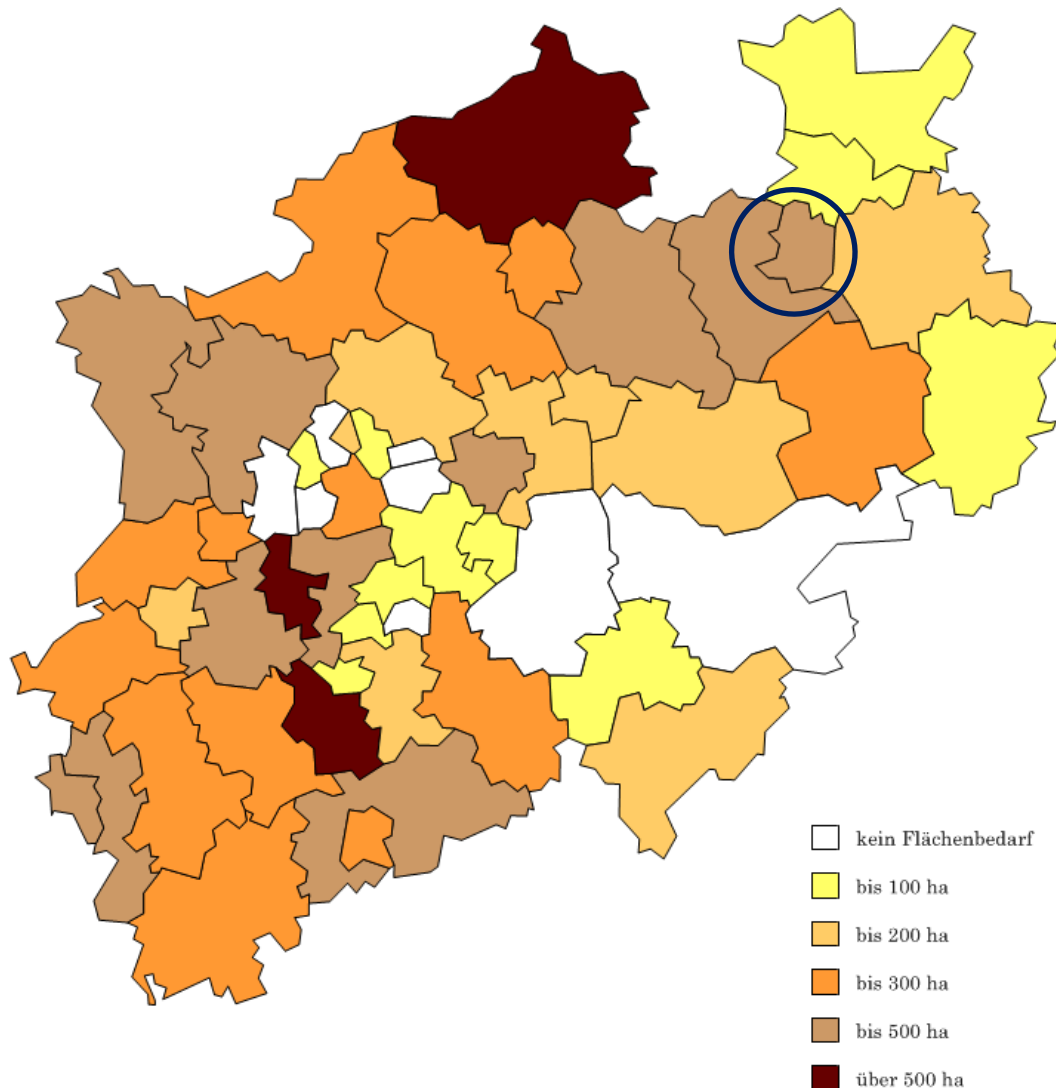 kein Flächenbedarf
bis 100 ha
bis 200 ha
bis 300 ha
bis 500 ha
über 500 ha